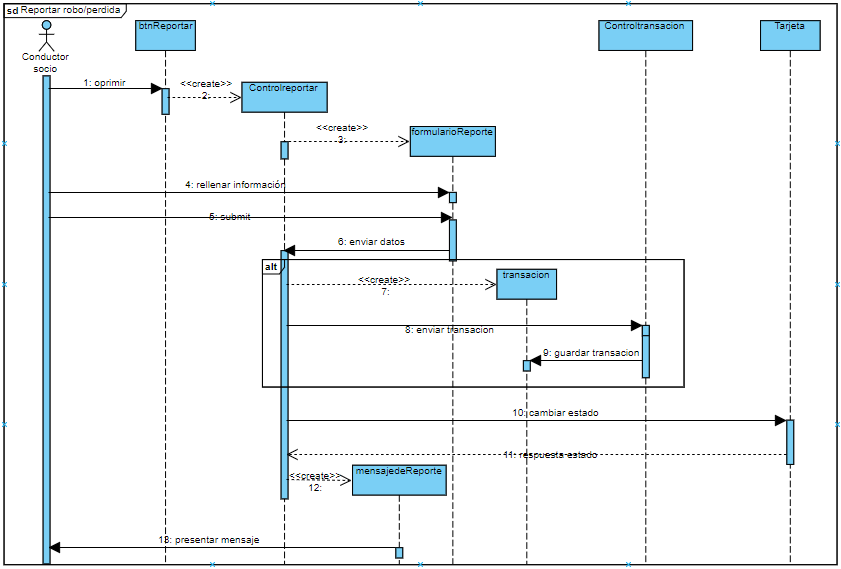 sd Reportar robo/perdida
btnReportar
Controltransacion
Tarjeta
Conductor
socio
1: oprimir
<<create>>
2:
Controlreportar
<<create>>
3:
formularioReporte
4: rellenar información
5: submit
6: enviar datos
alt
<<create>>
7:
transacion
8: enviar transacion
9: guardar transacion
10: cambiar estado
11: respuesta estado
<<create>>
12:
mensajedeReporte
13: presentar mensaje